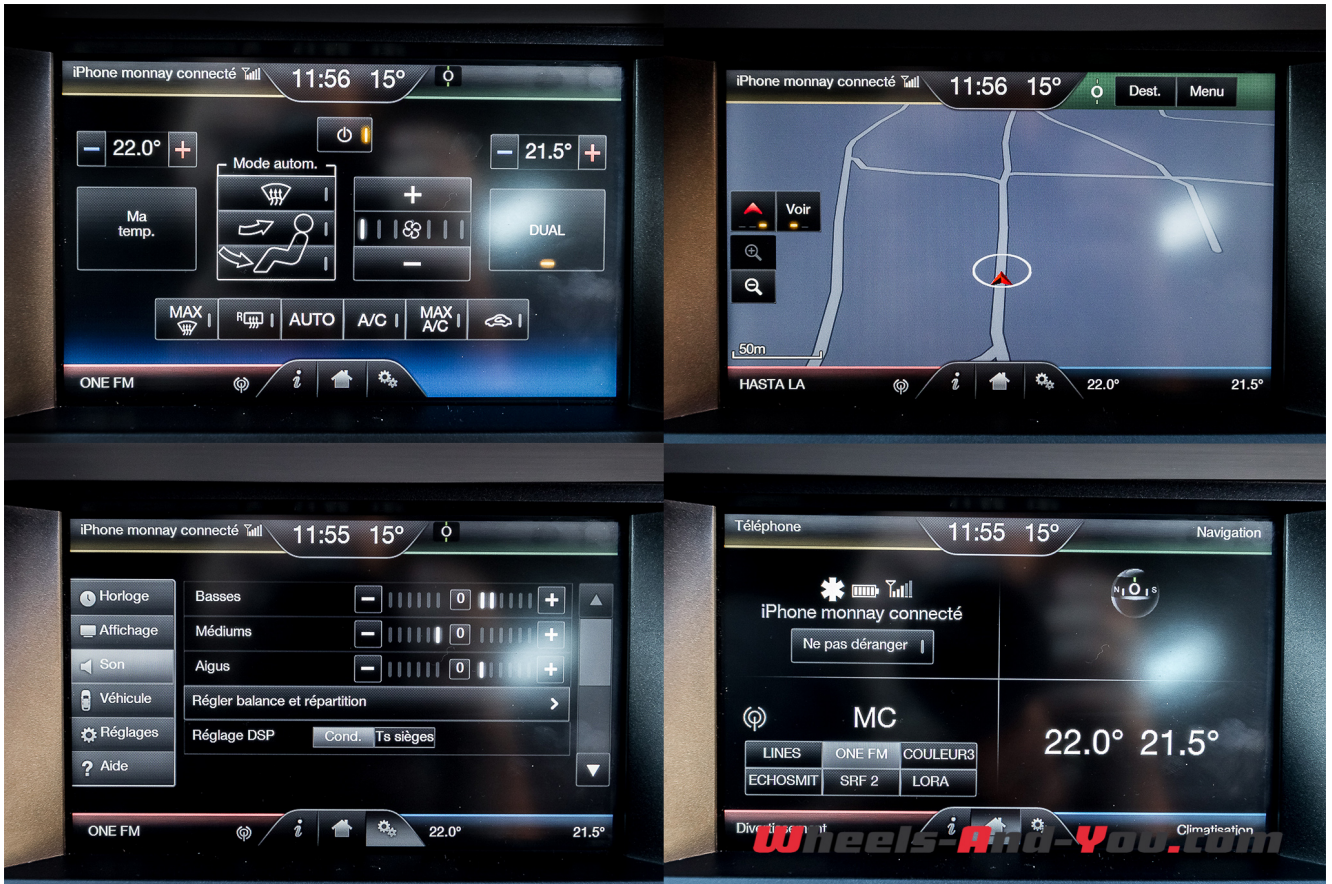 iPhone monnay connecté 11:56 15°
22.0°
21.5°
Mode autom.
Ma
temp.
DUAL
MAX R AUTO A/C MAX A/C
ONE FM
iPhone monnay connecté 11:56 15° Dest. Menu
Voir
50m
HASTA LA 22.0° 21.5°
iPhone monnay connecté 11:55 15°
Horloge
Affichage
Son
Véhicule
Réglages
? Aide
Basses 0
Médiums 0
Aigus 0
Régler balance et répartition
Réglage DSP Cond. Ts sièges
ONE FM 22.0° 21.5°
Téléphone 11:55 15° Navigation
iPhone monnay connecté
Ne pas déranger
N S
MC
LINES ONE FM COULEUR3
ECHOSMIT SRF 2 LORA
22.0° 21.5°
Divertissement Climatisation
Wheels-And-You.com